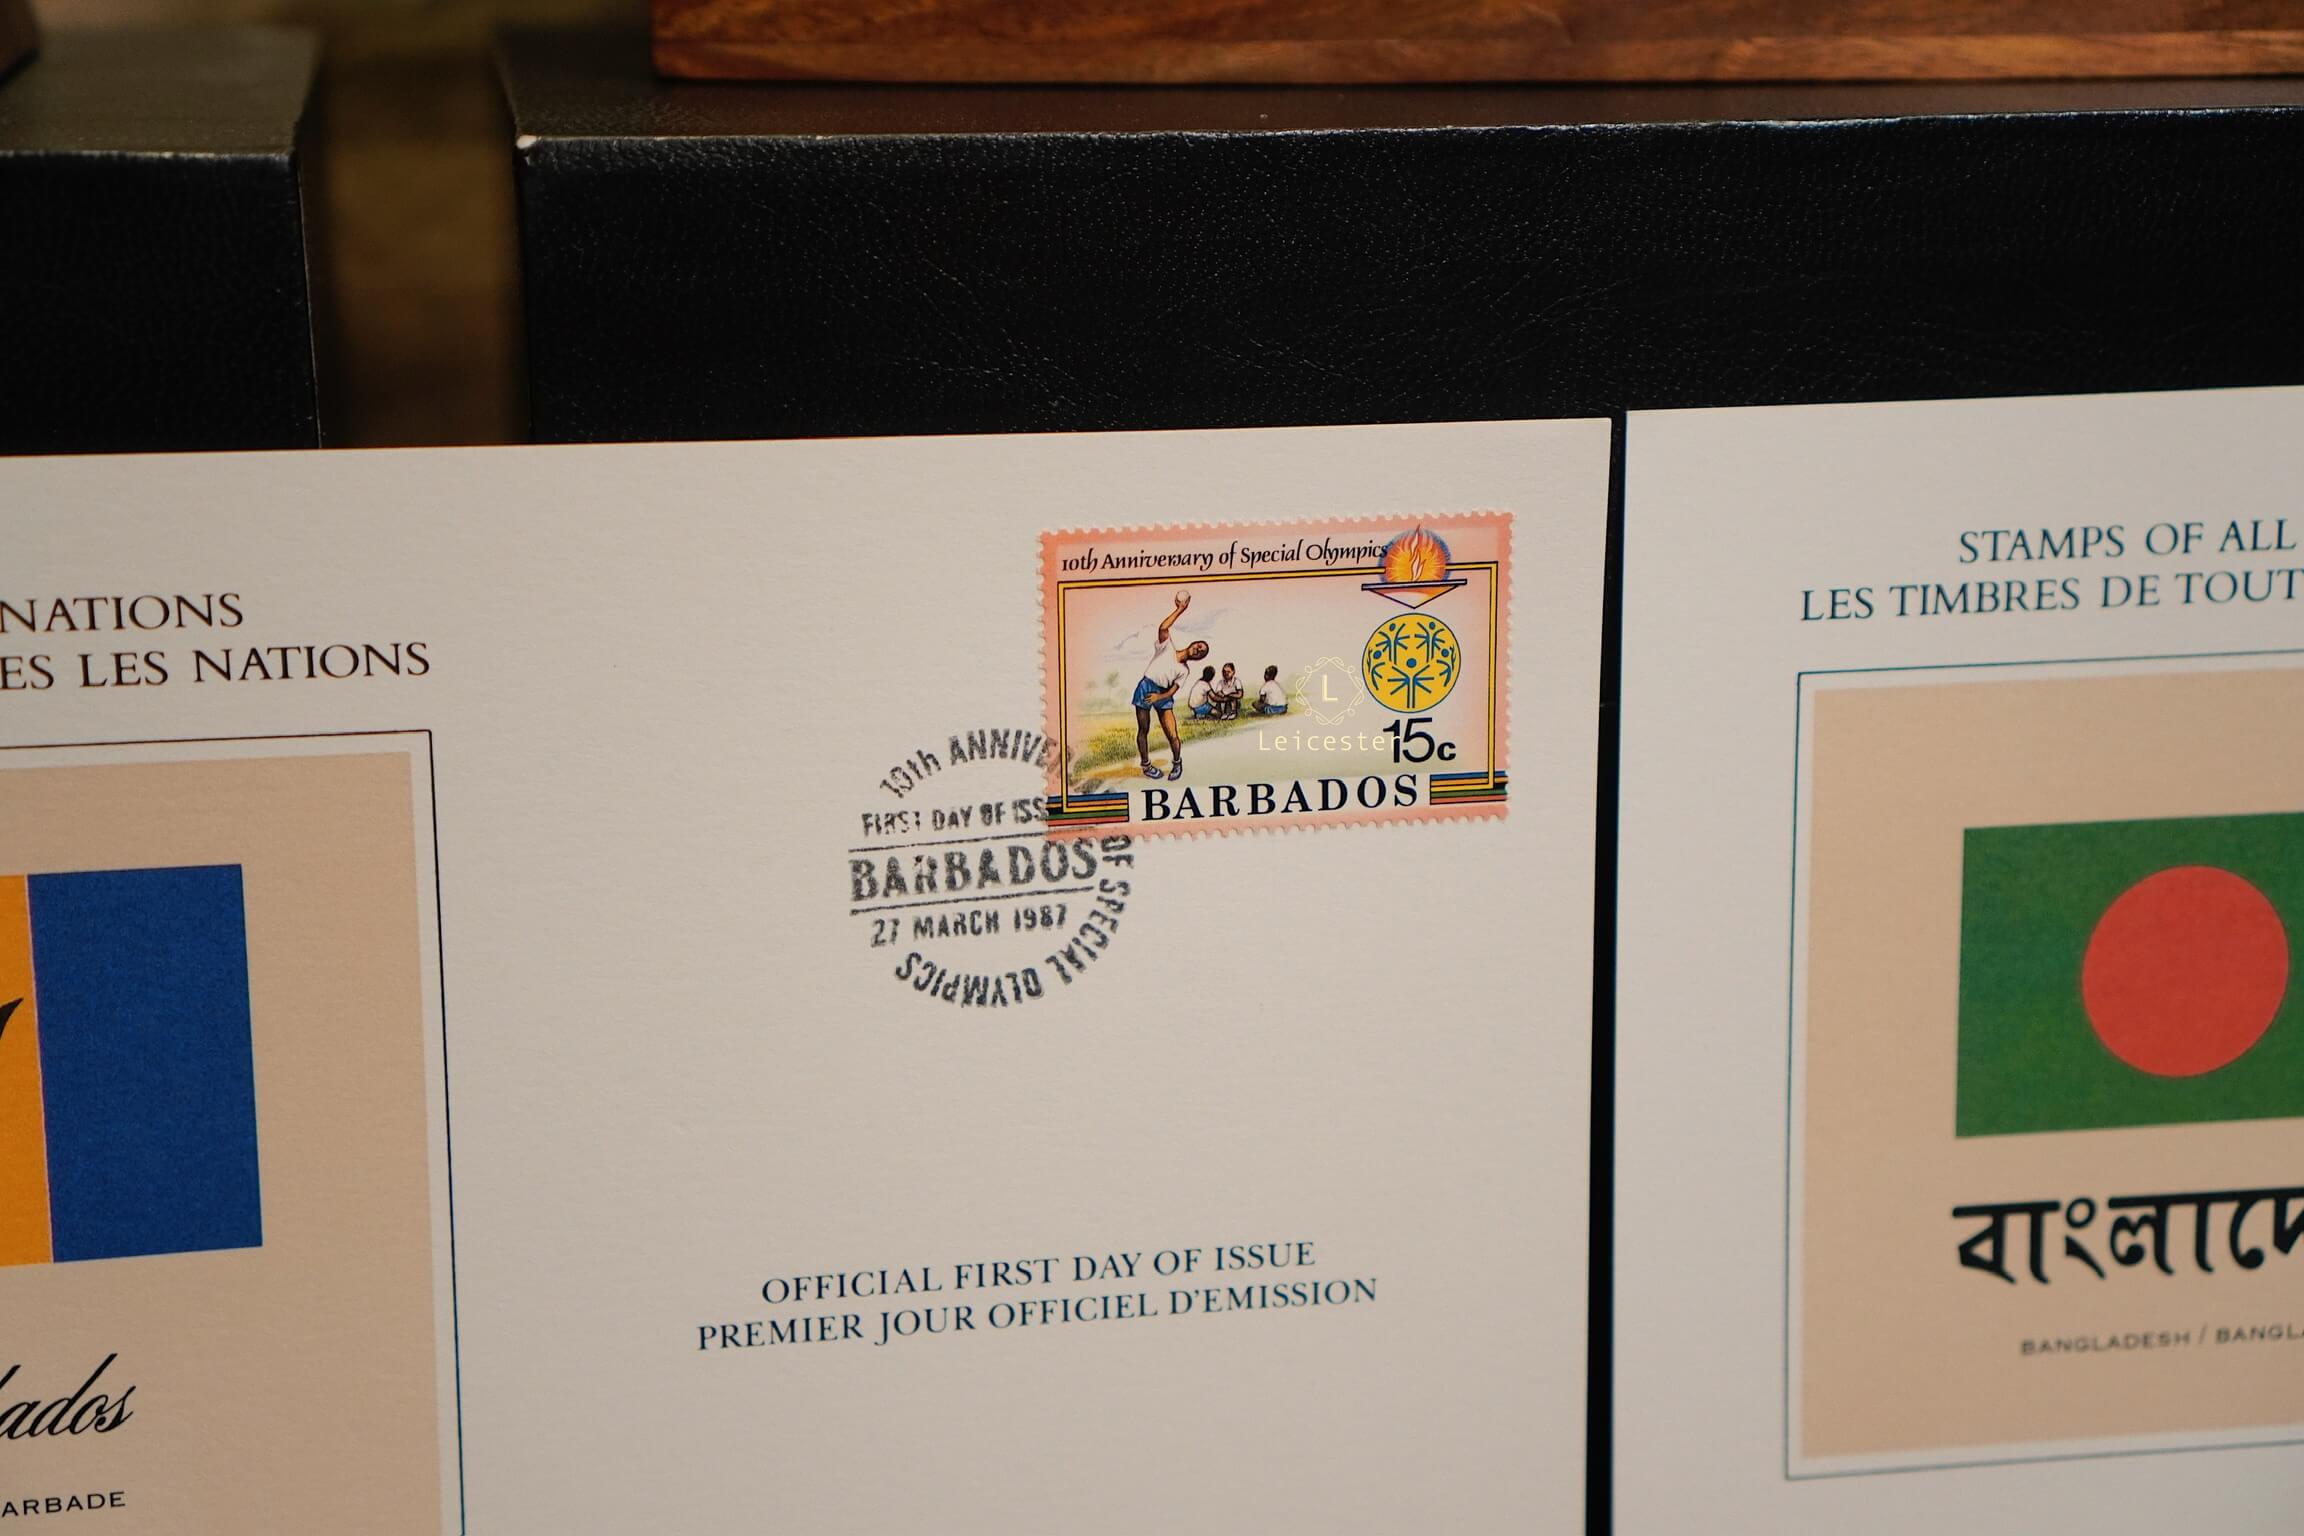 NATIONS
ES LES NATIONS
10th Anniversary of Special Olympics
L
Leicester
15c
BARBADOS
10th ANNIVE
OF SPECIAL OLYMPICS
FIRST DAY OF ISS
BARBADOS
27 MARCH 1987
OFFICIAL FIRST DAY OF ISSUE
PREMIER JOUR OFFICIEL D'EMISSION
ados
ARBADE
STAMPS OF ALL
LES TIMBRES DE TOUT
বাংলাদে
BANGLADESH / BANGL